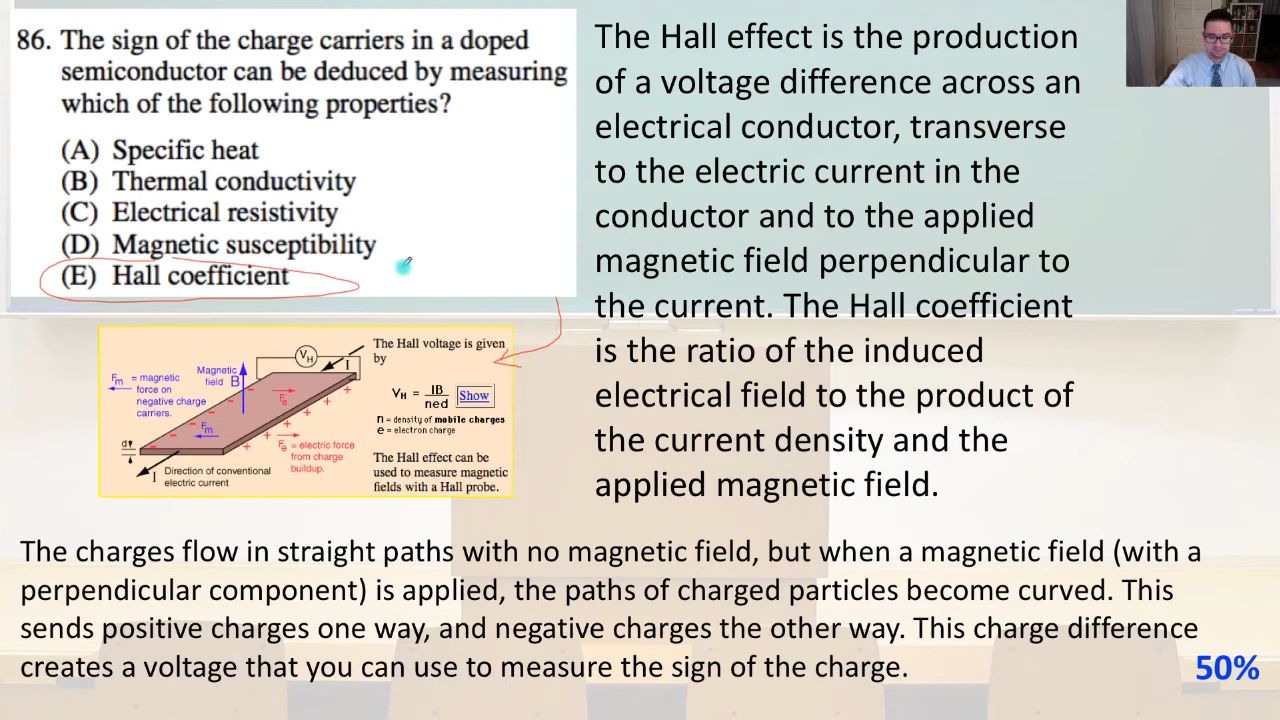 86. The sign of the charge carriers in a doped
semiconductor can be deduced by measuring
which of the following properties?
(A) Specific heat
(B) Thermal conductivity
(C) Electrical resistivity
(D) Magnetic susceptibility
(E) Hall coefficient
The Hall effect is the production
of a voltage difference across an
electrical conductor, transverse
to the electric current in the
conductor and to the applied
magnetic field perpendicular to
the current. The Hall coefficient
is the ratio of the induced
electrical field to the product of
the current density and the
applied magnetic field.
Fm = magnetic
force on
negative charge
carriers.
Magnetic
field B
VH
I
Fe
Fm
d
Fe = electric force
from charge
buildup.
I
Direction of conventional
electric current
The Hall voltage is given
by
VH = IB / ned Show
n = density of mobile charges
e = electron charge
The Hall effect can be
used to measure magnetic
fields with a Hall probe.
The charges flow in straight paths with no magnetic field, but when a magnetic field (with a
perpendicular component) is applied, the paths of charged particles become curved. This
sends positive charges one way, and negative charges the other way. This charge difference
creates a voltage that you can use to measure the sign of the charge.
50%